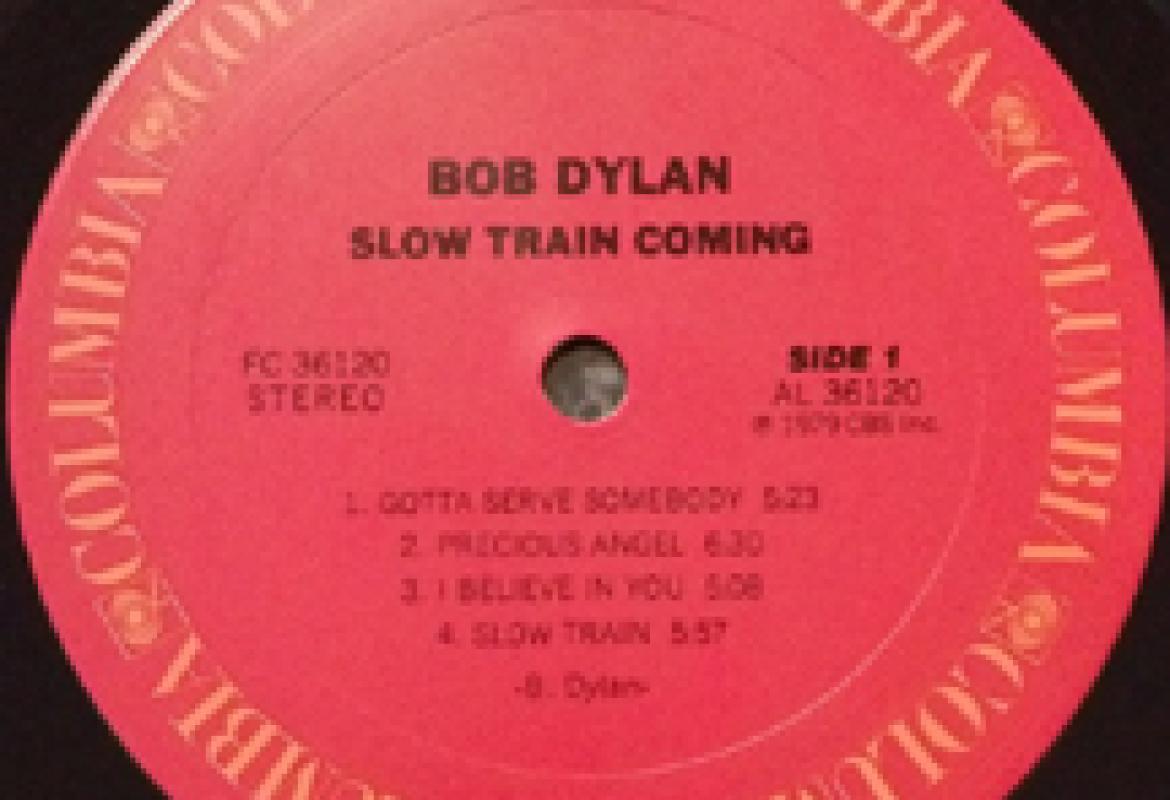 BOB DYLAN
SLOW TRAIN COMING
FC 36120
STEREO
SIDE 1
AL 36120
℗ 1979 CBS Inc.
1. GOTTA SERVE SOMEBODY 5:23
2. PRECIOUS ANGEL 6:30
3. I BELIEVE IN YOU 5:08
4. SLOW TRAIN 5:57
-B. Dylan-
COLUMBIA
COLUMBIA
COLUMBIA
COLUMBIA